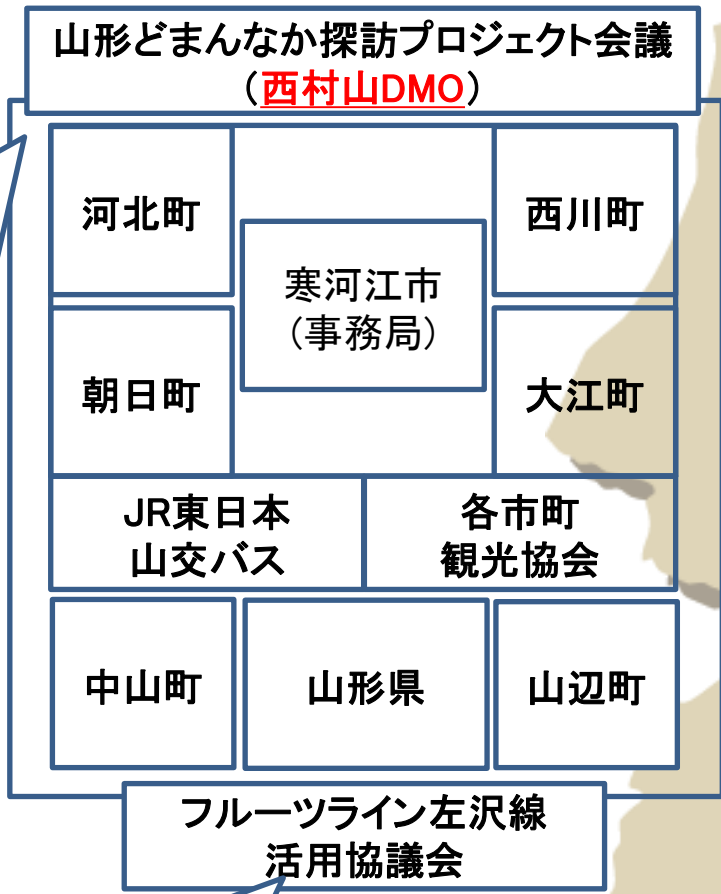 山形どまんなか探訪プロジェクト会議
(西村山DMO)
河北町
西川町
寒河江市
(事務局)
朝日町
大江町
JR東日本
山交バス
各市町
観光協会
中山町
山形県
山辺町
フルーツライン左沢線
活用協議会